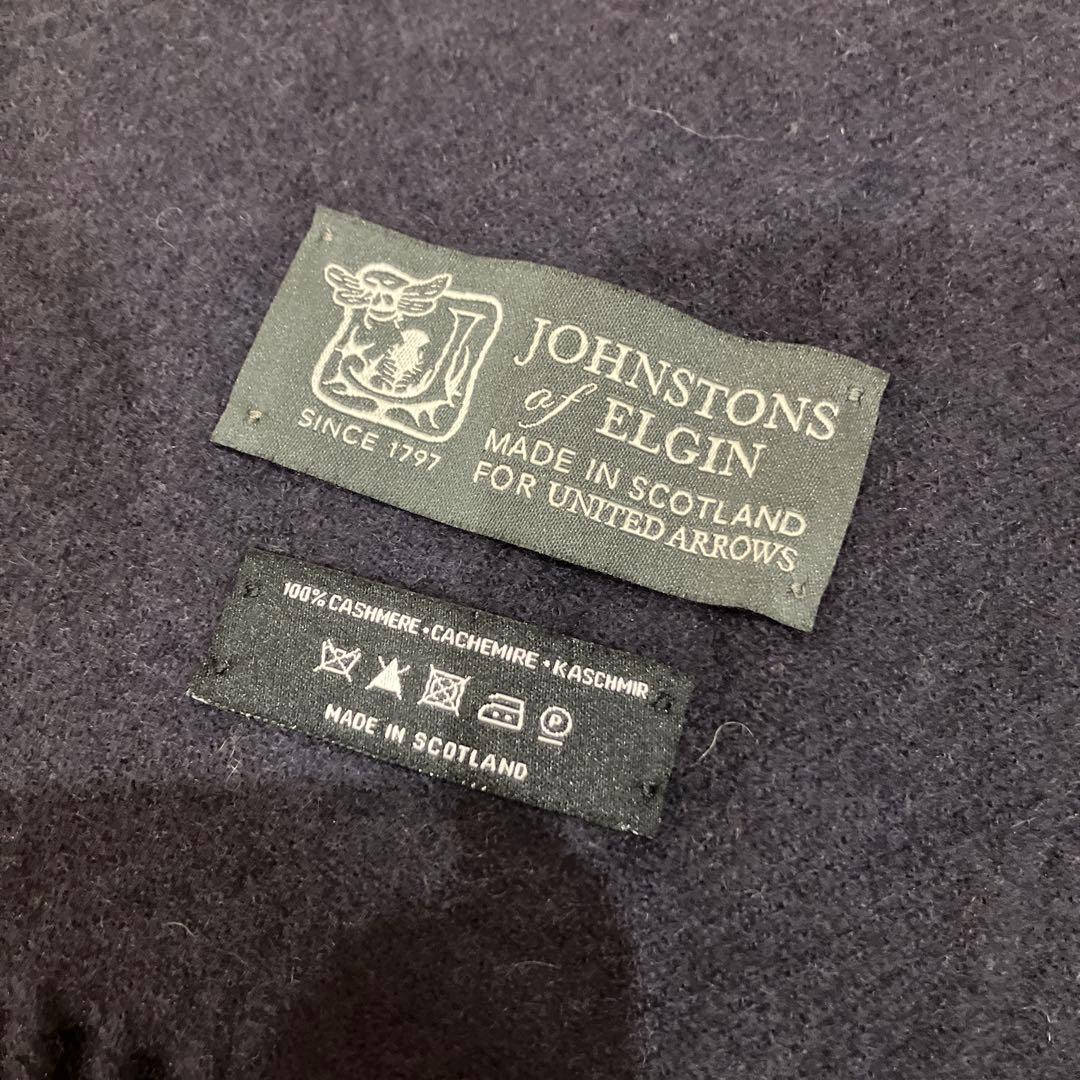 JOHNSTONS
of ELGIN
MADE IN SCOTLAND
FOR UNITED ARROWS
SINCE 1797
100% CASHMERE • CACHEMIRE • KASCHMIR
P
MADE IN SCOTLAND